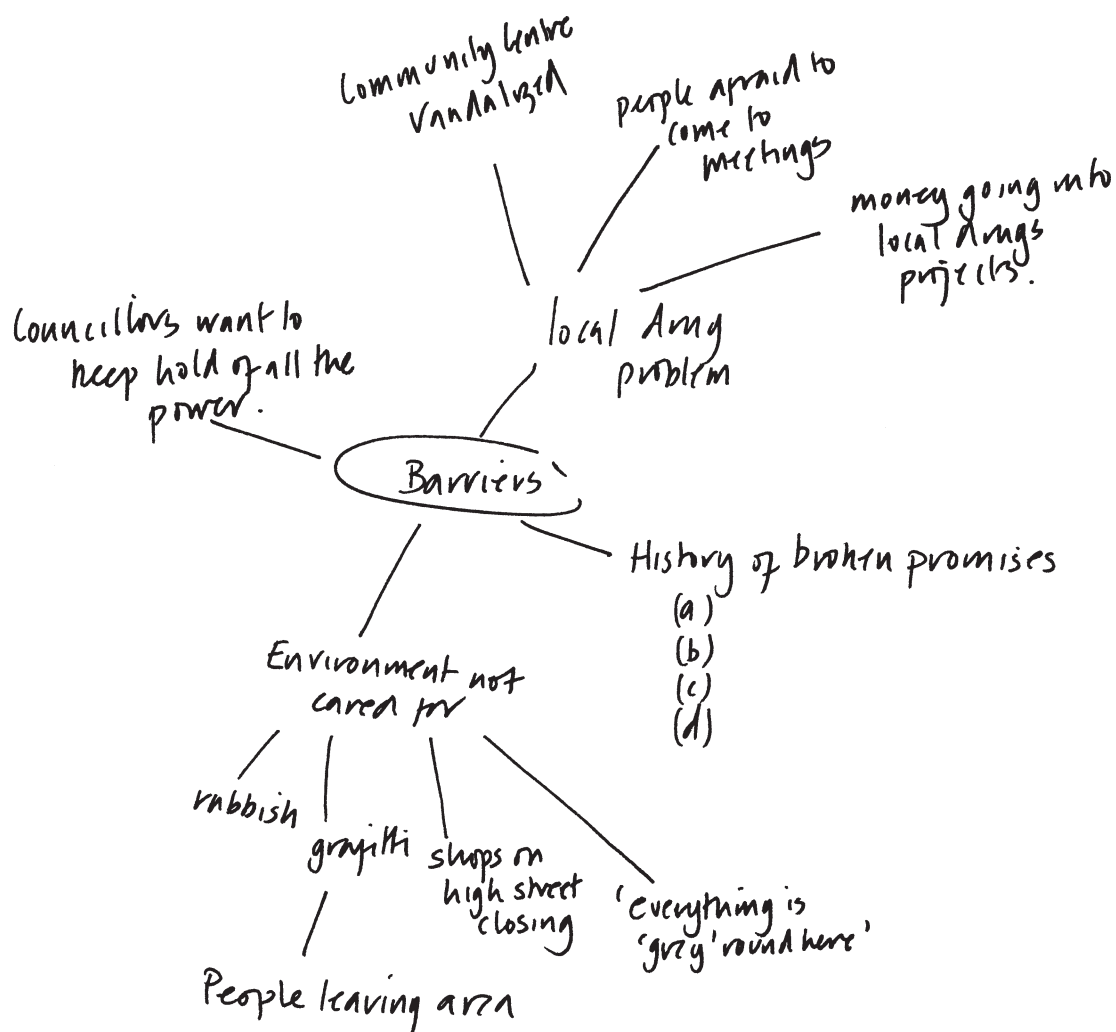 Community Centre
vandalized
people afraid to
come to
meetings
money going into
local drugs
projects.
local drug
problem
Councillors want to
keep hold of all the
power.
Barriers
History of broken promises
(a)
(b)
(c)
(d)
Environment not
cared for
rubbish
grafitti
shops on
high street
closing
'everything is
'grey' round here'
People leaving area